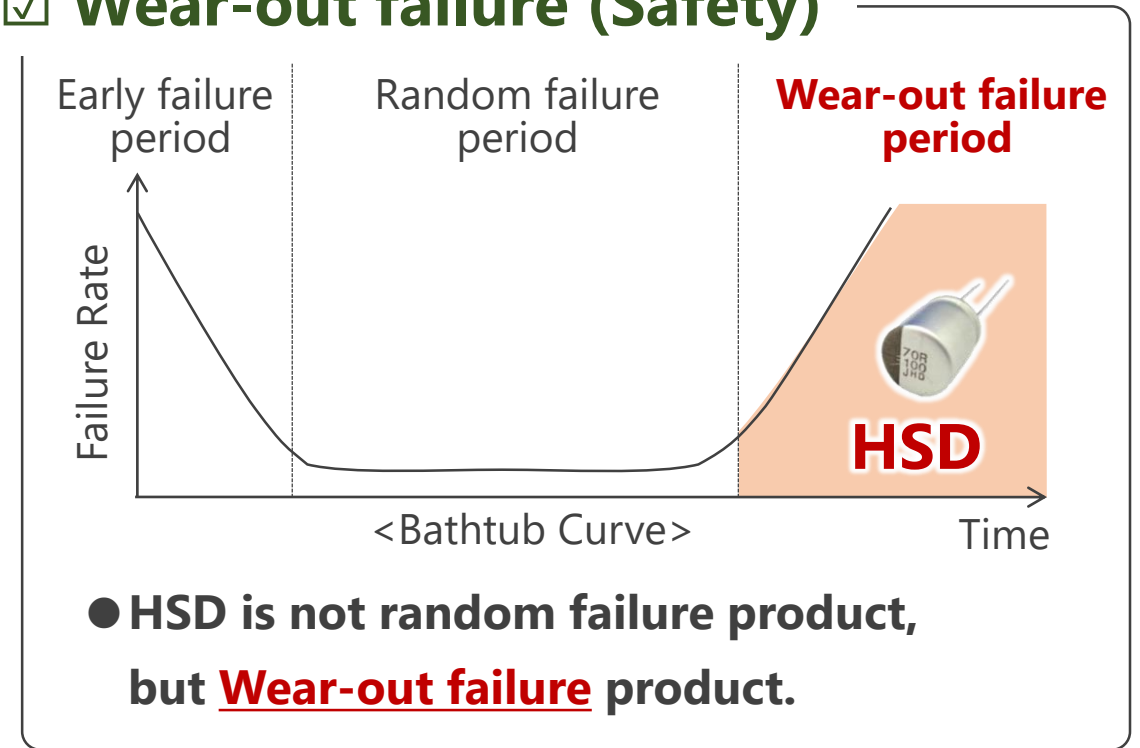 ☑ Wear-out failure (Safety)
Early failure
period
Random failure
period
Wear-out failure
period
Failure Rate
70R
100
JHD
HSD
<Bathtub Curve>
Time
● HSD is not random failure product,
but Wear-out failure product.